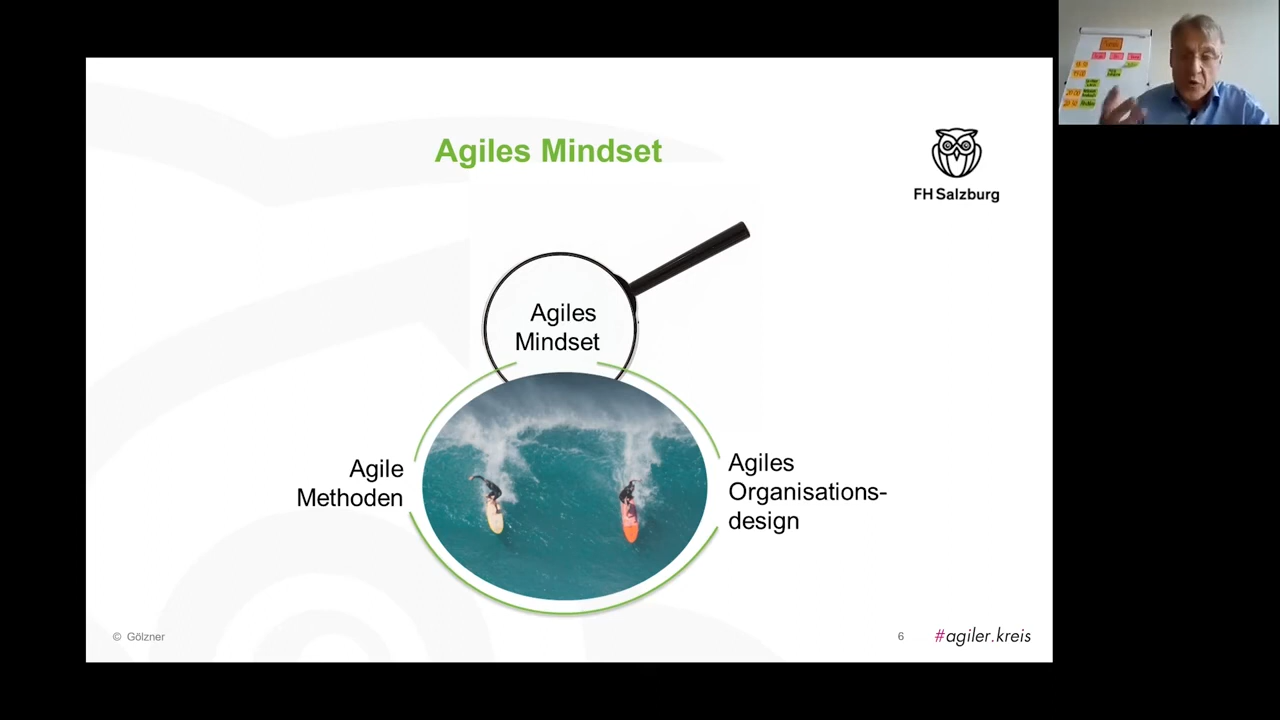 Agiles Mindset
FH Salzburg
Agiles
Mindset
Agile
Methoden
Agiles
Organisations-
design
© Gölzner
6
#agiler.kreis